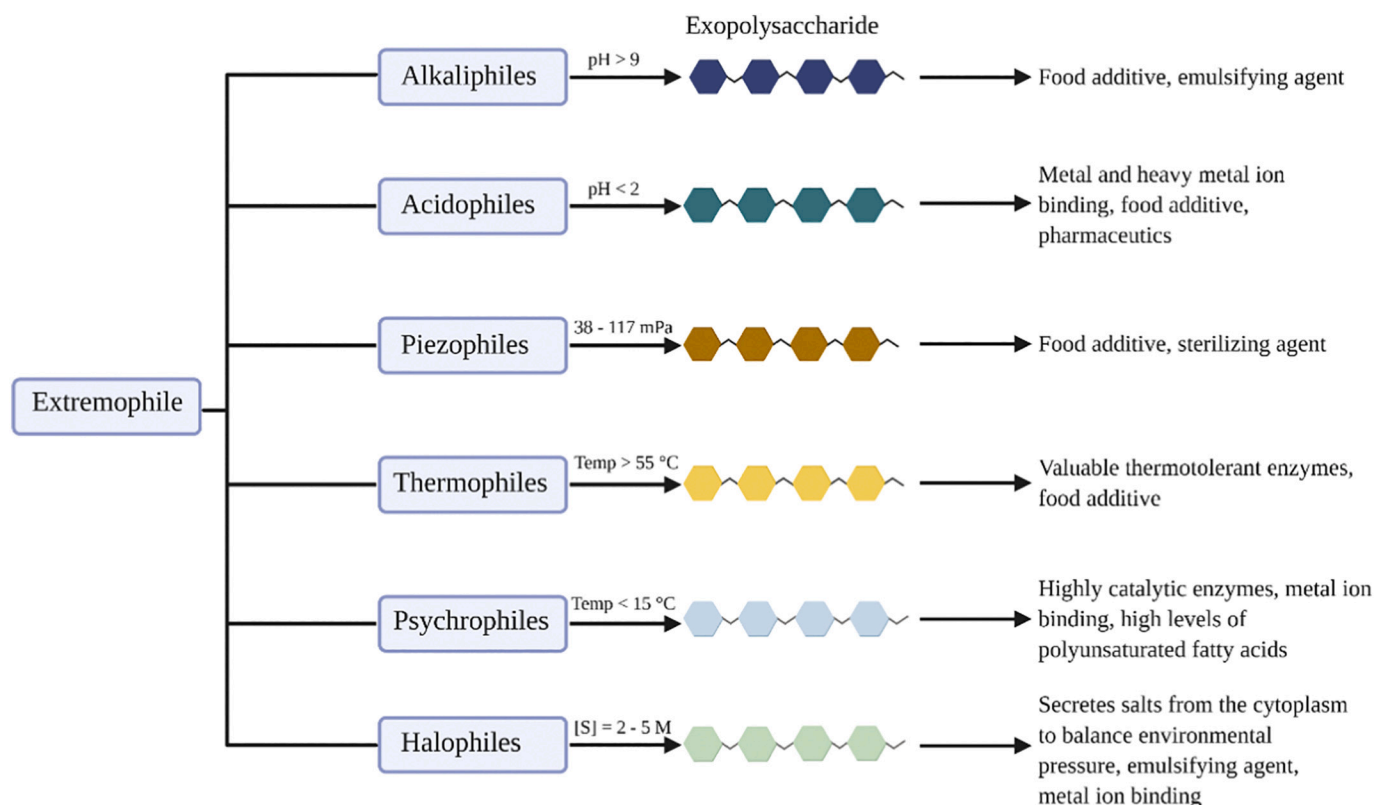 Exopolysaccharide
Alkaliphiles
pH > 9
Food additive, emulsifying agent
Acidophiles
pH < 2
Metal and heavy metal ion
binding, food additive,
pharmaceutics
Piezophiles
38 - 117 mPa
Food additive, sterilizing agent
Extremophile
Thermophiles
Temp > 55 °C
Valuable thermotolerant enzymes,
food additive
Psychrophiles
Temp < 15 °C
Highly catalytic enzymes, metal ion
binding, high levels of
polyunsaturated fatty acids
Halophiles
[S] = 2 - 5 M
Secretes salts from the cytoplasm
to balance environmental
pressure, emulsifying agent,
metal ion binding